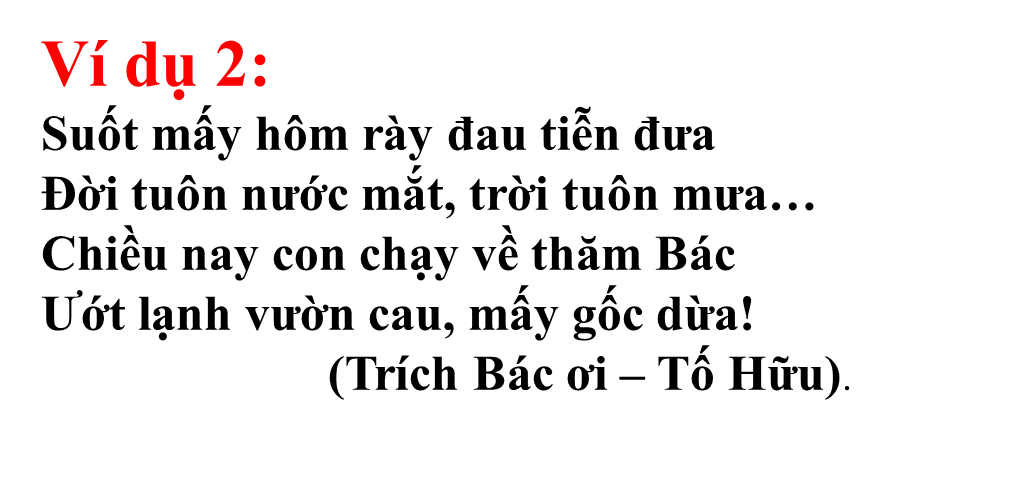 Ví dụ 2:
Suốt mấy hôm rày đau tiễn đưa
Đời tuôn nước mắt, trời tuôn mưa…
Chiều nay con chạy về thăm Bác
Ướt lạnh vườn cau, mấy gốc dừa!
(Trích Bác ơi – Tố Hữu).